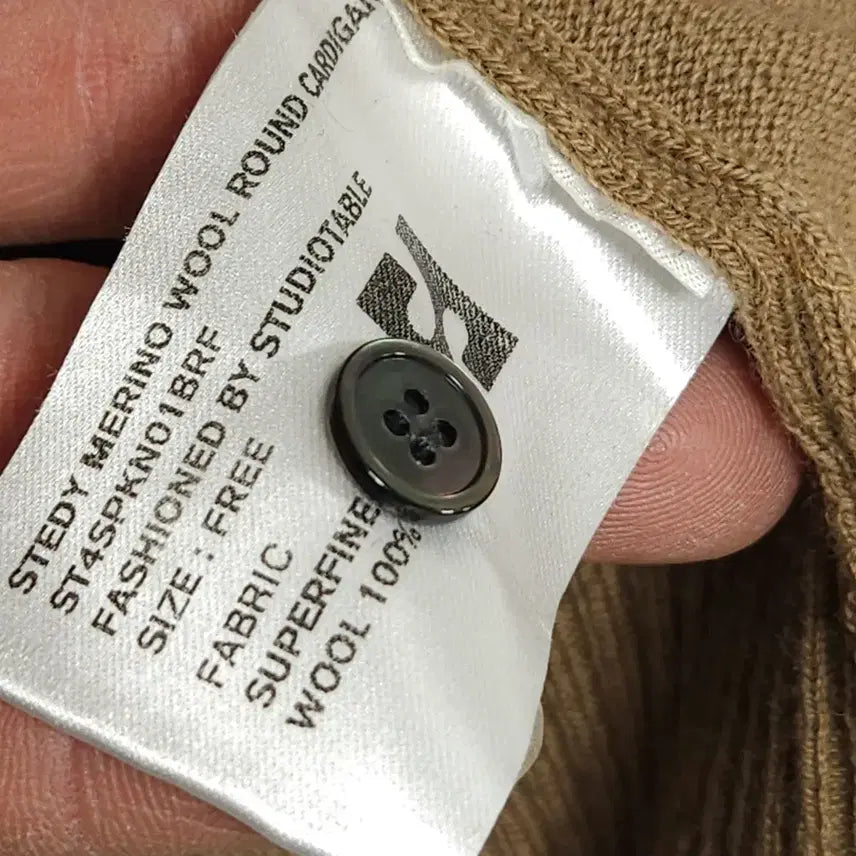 STEDY MERINO WOOL ROUND CARDIGAN
ST4SPKN01BRF
FASHIONED BY STUDIOTABLE
SIZE : FREE
FABRIC
SUPERFINE
WOOL 100%